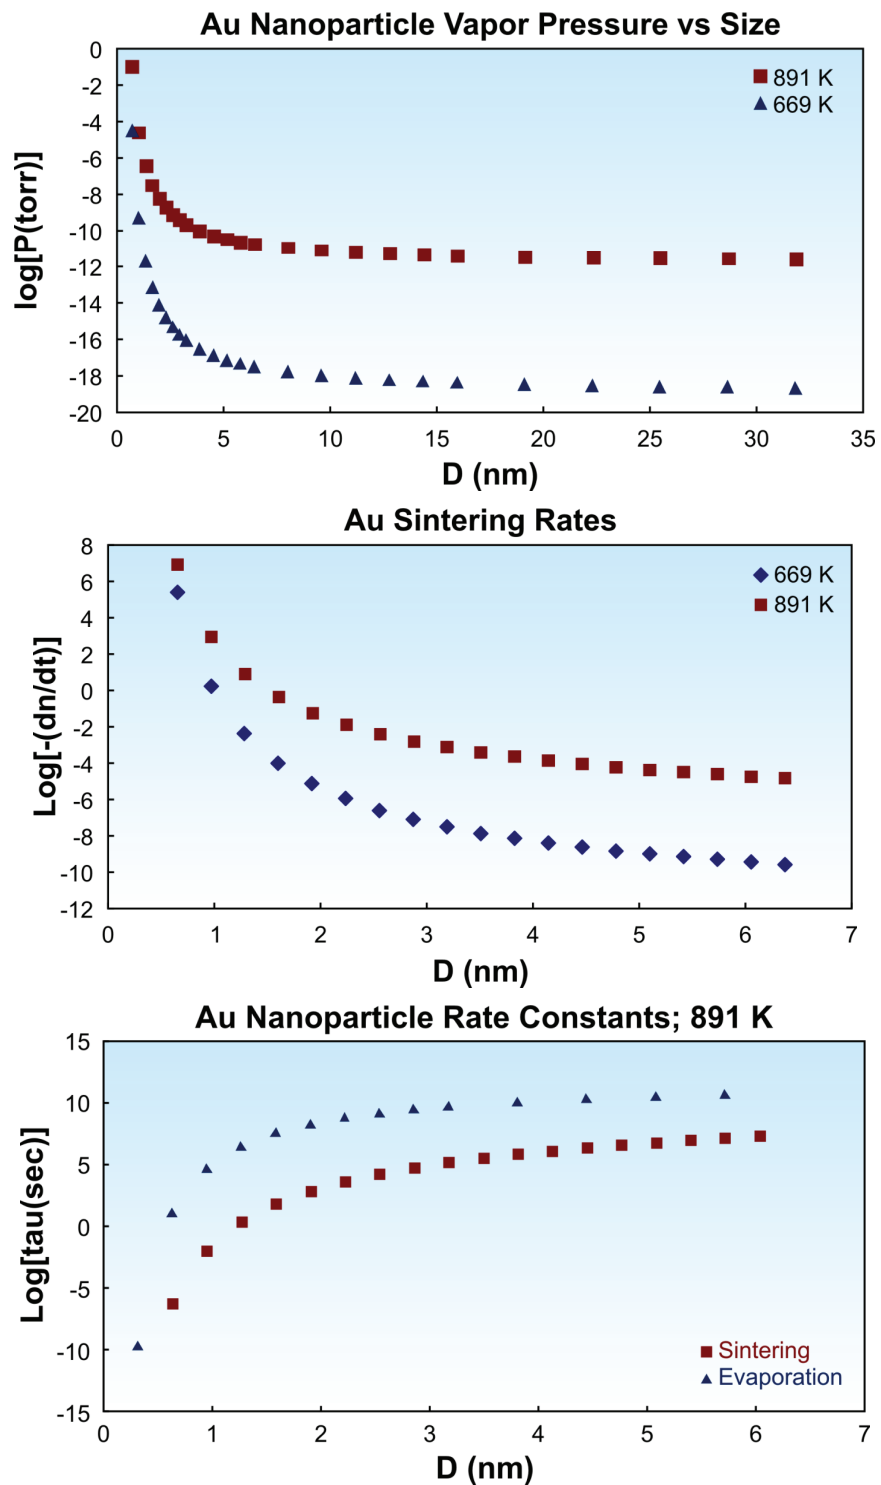 Au Nanoparticle Vapor Pressure vs Size
0
-2
-4
-6
-8
-10
-12
-14
-16
-18
-20
log[P(torr)]
891 K
669 K
0 5 10 15 20 25 30 35
D (nm)
Au Sintering Rates
8
6
4
2
0
-2
-4
-6
-8
-10
-12
Log[-(dn/dt)]
669 K
891 K
0 1 2 3 4 5 6 7
D (nm)
Au Nanoparticle Rate Constants; 891 K
15
10
5
0
-5
-10
-15
Log[tau(sec)]
Sintering
Evaporation
0 1 2 3 4 5 6 7
D (nm)